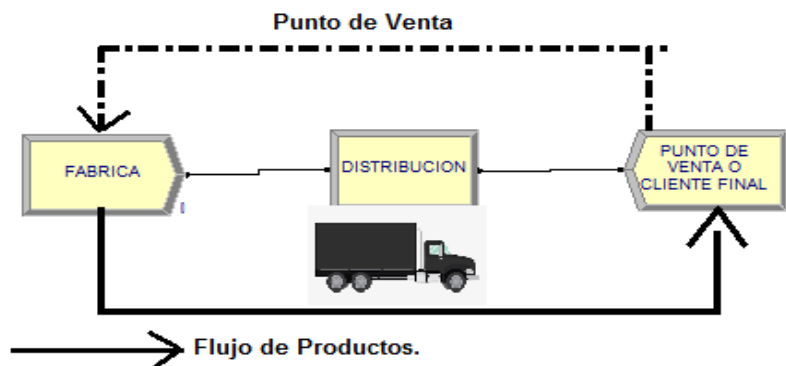 Punto de Venta
FABRICA
DISTRIBUCION
PUNTO DE
VENTA O
CLIENTE FINAL
Flujo de Productos.